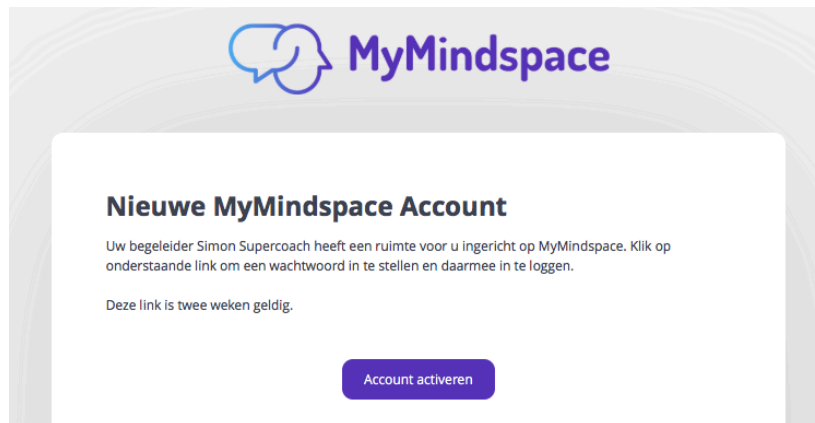 MyMindspace
Nieuwe MyMindspace Account
Uw begeleider Simon Supercoach heeft een ruimte voor u ingericht op MyMindspace. Klik op
onderstaande link om een wachtwoord in te stellen en daarmee in te loggen.
Deze link is twee weken geldig.
Account activeren